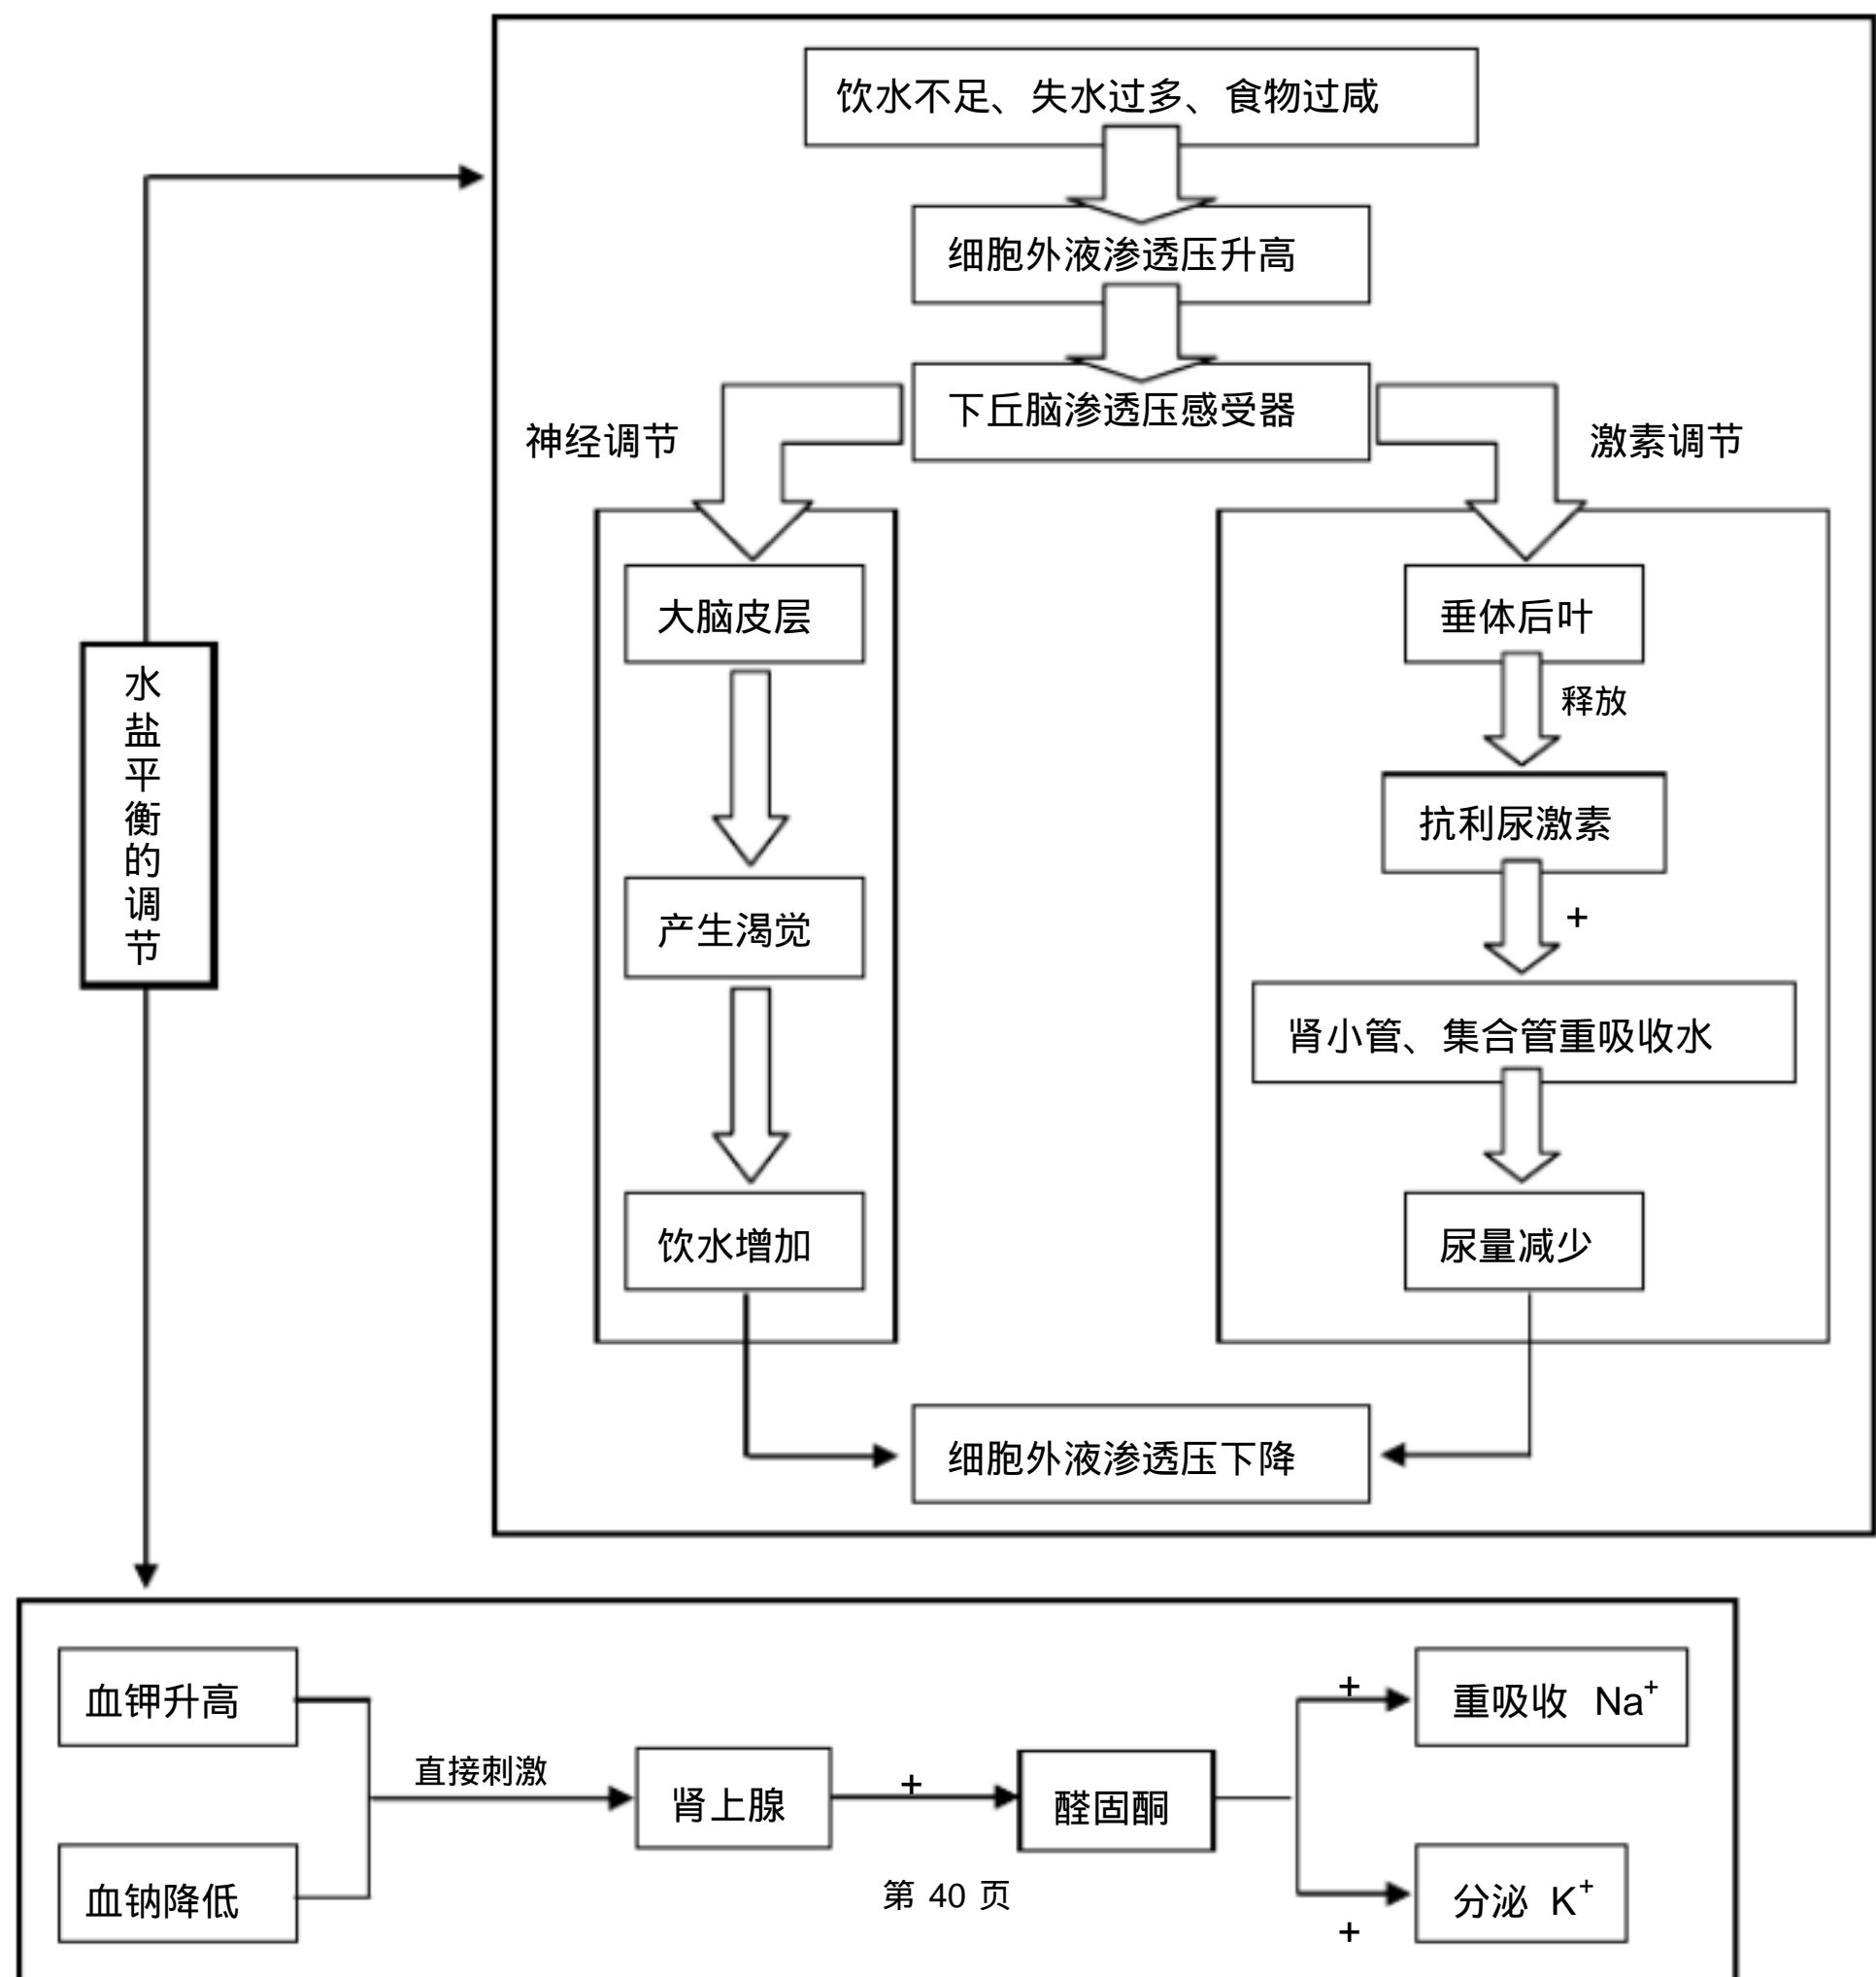 饮水不足、失水过多、食物过咸
细胞外液渗透压升高
下丘脑渗透压感受器
神经调节
激素调节
大脑皮层
垂体后叶
释放
抗利尿激素
+
产生渴觉
肾小管、集合管重吸收水
饮水增加
尿量减少
细胞外液渗透压下降
水盐平衡的调节
血钾升高
血钠降低
直接刺激
肾上腺
+
醛固酮
+
重吸收 Na⁺
+
分泌 K⁺
第 40 页